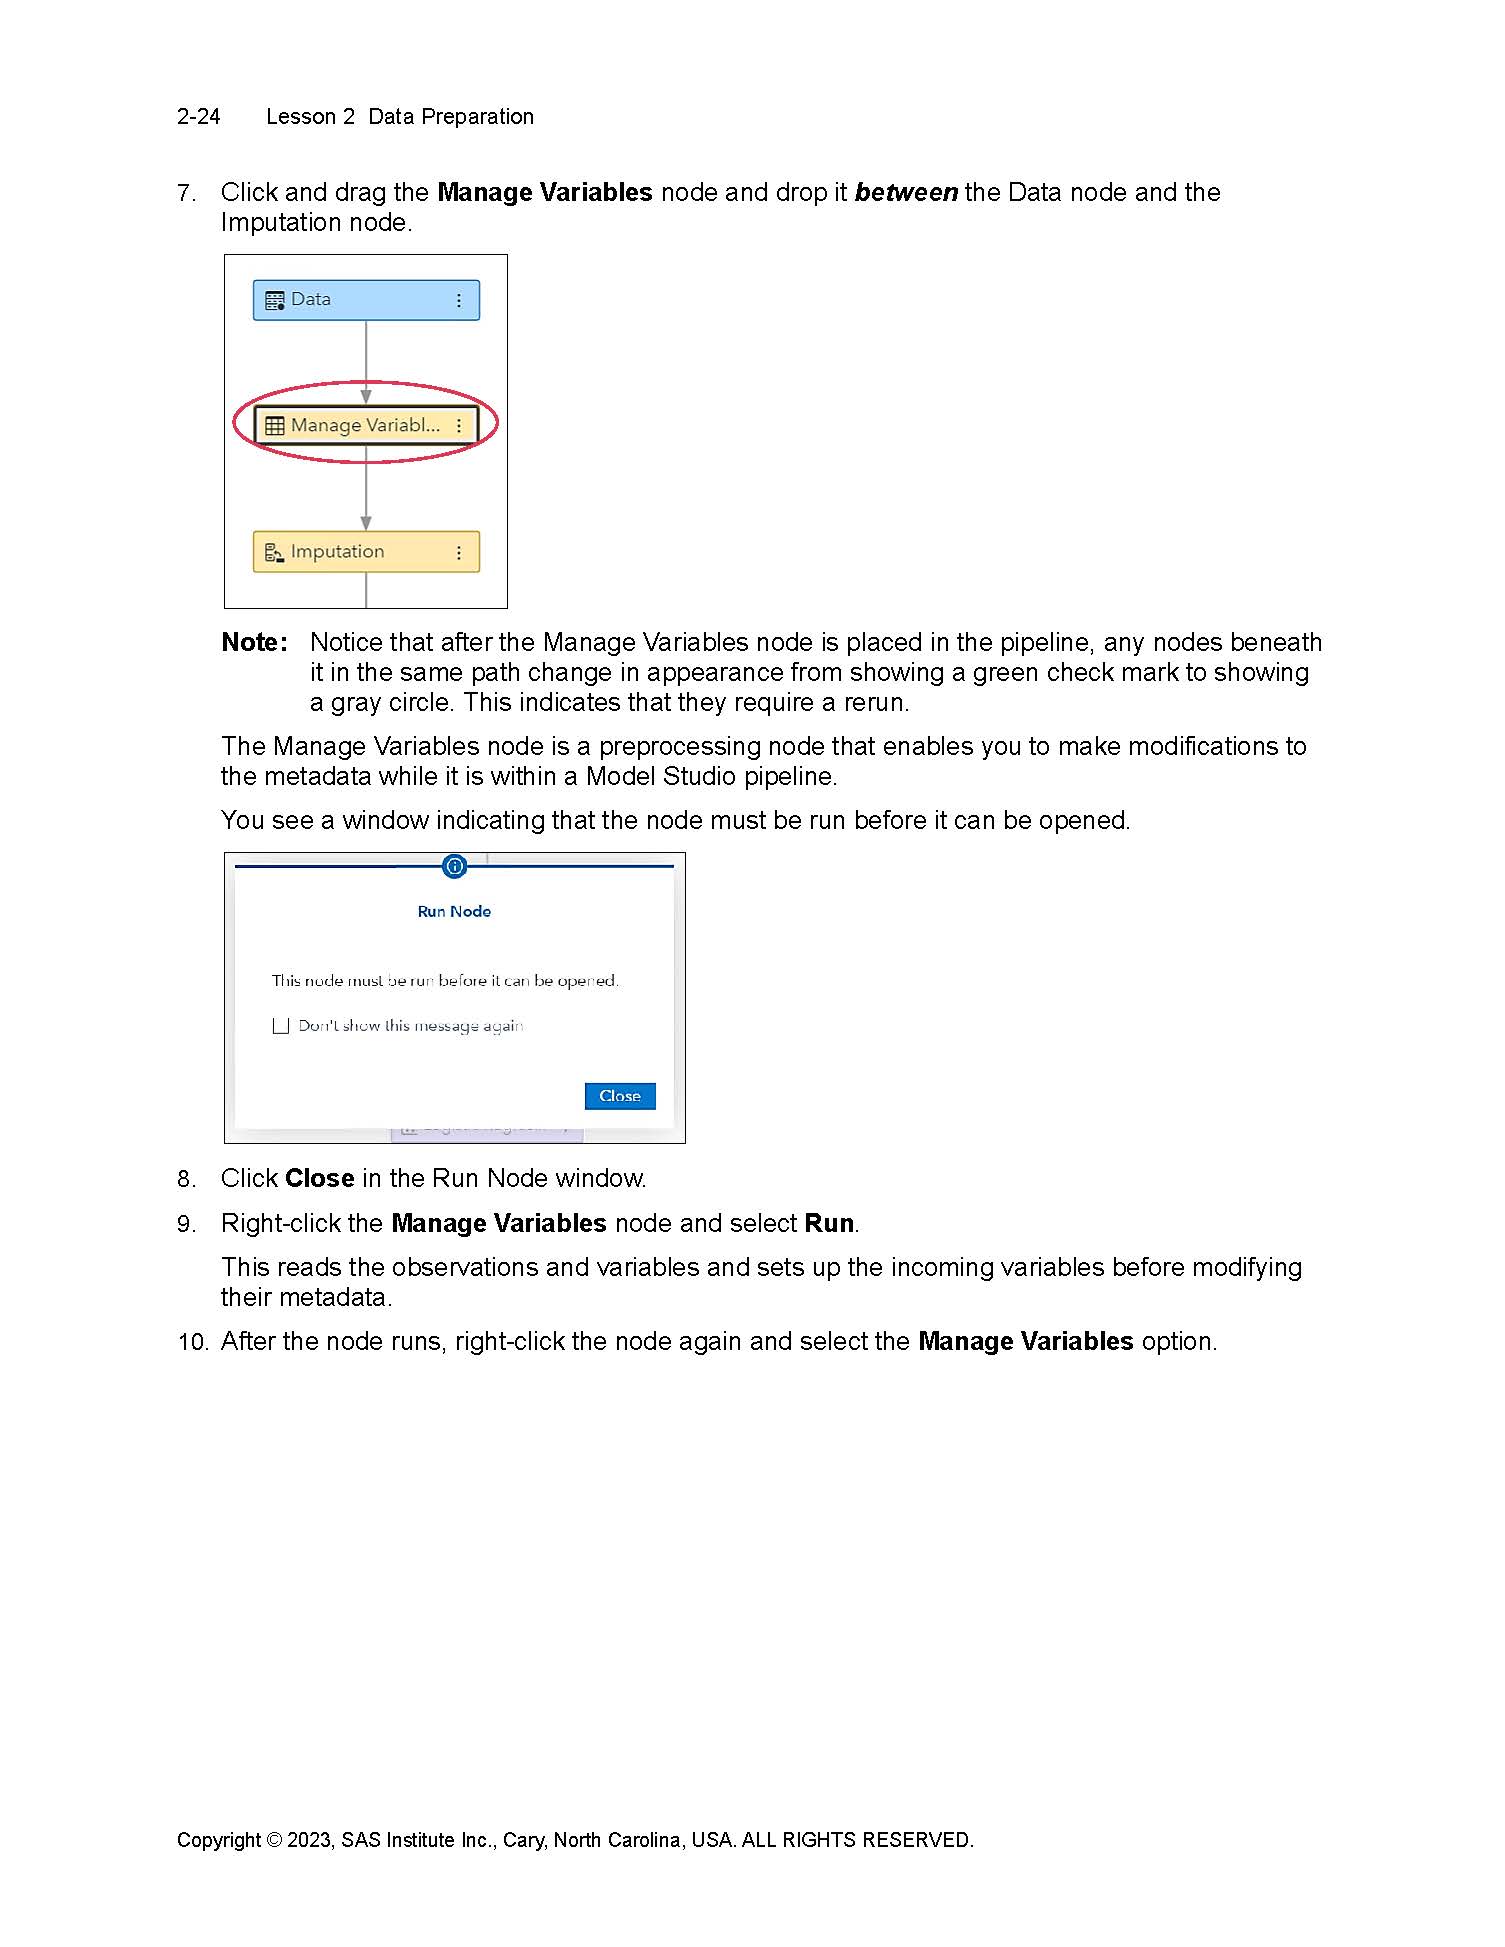 2-24 Lesson 2 Data Preparation
7. Click and drag the Manage Variables node and drop it between the Data node and the
Imputation node.
Data
Manage Variabl...
Imputation
Note: Notice that after the Manage Variables node is placed in the pipeline, any nodes beneath
it in the same path change in appearance from showing a green check mark to showing
a gray circle. This indicates that they require a rerun.
The Manage Variables node is a preprocessing node that enables you to make modifications to
the metadata while it is within a Model Studio pipeline.
You see a window indicating that the node must be run before it can be opened.
Run Node
This node must be run before it can be opened.
Don't show this message again
Close
8. Click Close in the Run Node window.
9. Right-click the Manage Variables node and select Run.
This reads the observations and variables and sets up the incoming variables before modifying
their metadata.
10. After the node runs, right-click the node again and select the Manage Variables option.
Copyright © 2023, SAS Institute Inc., Cary, North Carolina, USA. ALL RIGHTS RESERVED.